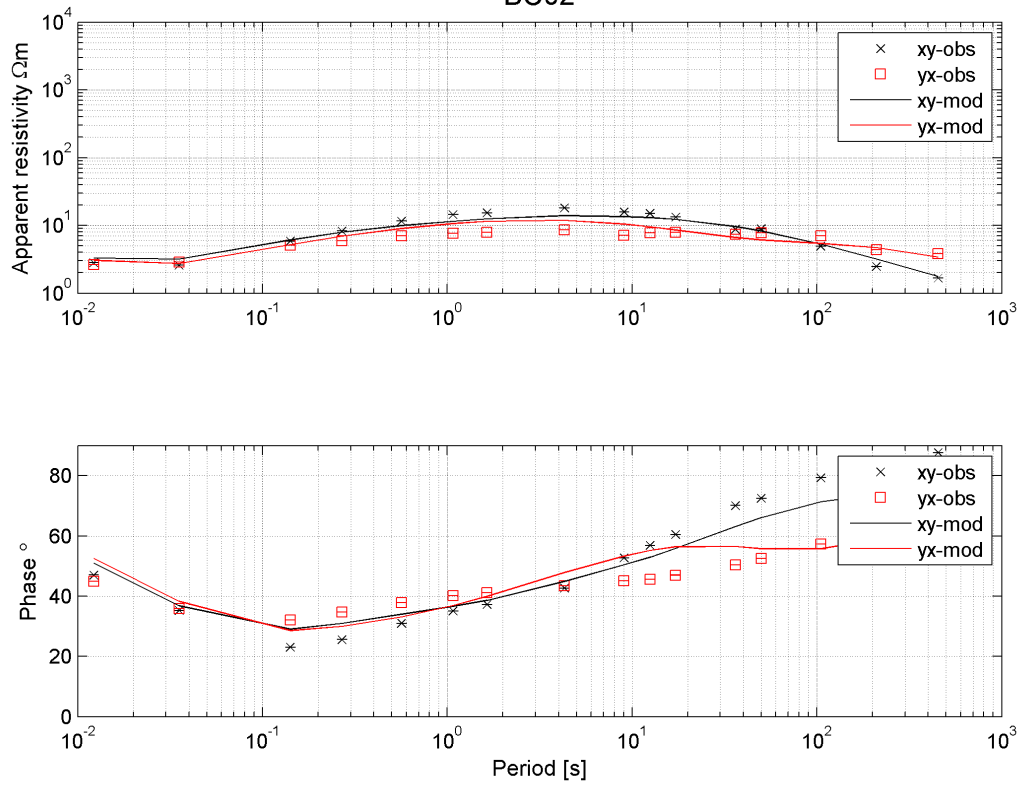 10^4
10^3
10^2
10^1
10^0
Apparent resistivity Ωm
xy-obs
yx-obs
xy-mod
yx-mod
10^-2 10^-1 10^0 10^1 10^2 10^3
80
60
40
20
0
Phase °
xy-obs
yx-obs
xy-mod
yx-mod
10^-2 10^-1 10^0 10^1 10^2 10^3
Period [s]